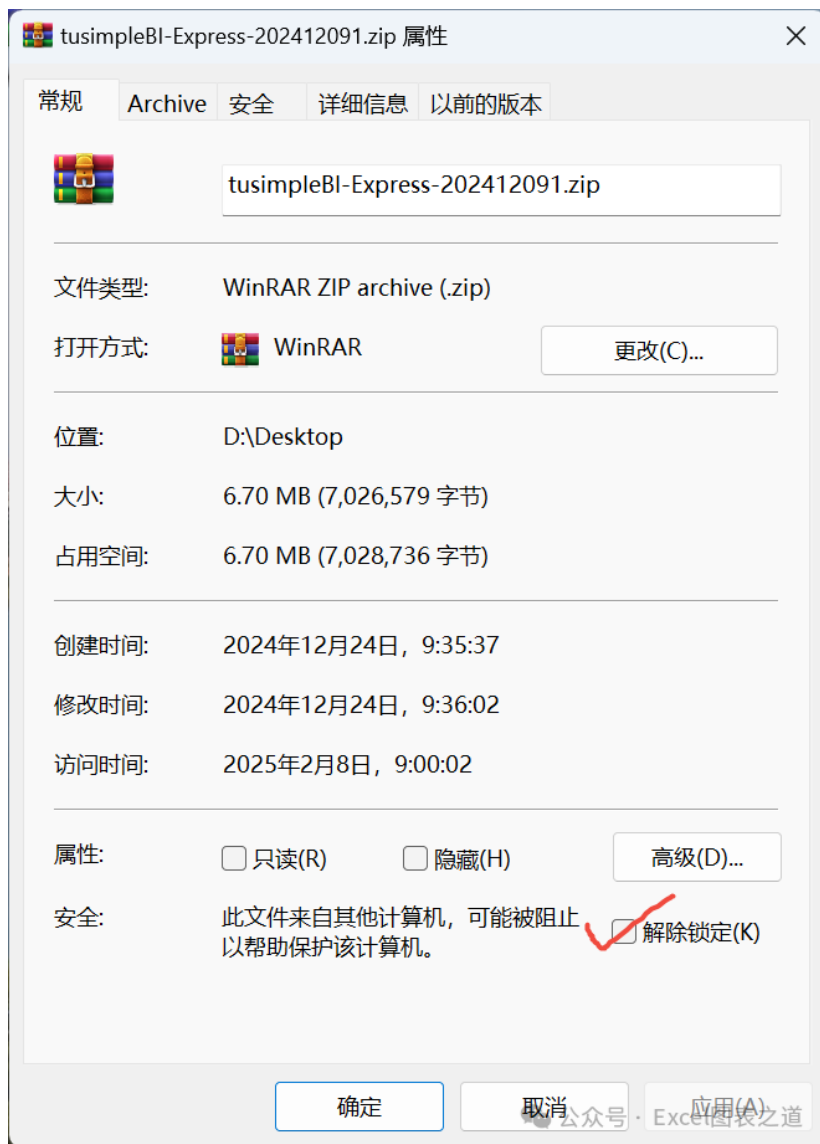 tusimpleBI-Express-202412091.zip 属性
常规 Archive 安全 详细信息 以前的版本
tusimpleBI-Express-202412091.zip
文件类型: WinRAR ZIP archive (.zip)
打开方式: WinRAR 更改(C)...
位置: D:\Desktop
大小: 6.70 MB (7,026,579 字节)
占用空间: 6.70 MB (7,028,736 字节)
创建时间: 2024年12月24日，9:35:37
修改时间: 2024年12月24日，9:36:02
访问时间: 2025年2月8日，9:00:02
属性: 只读(R) 隐藏(H) 高级(D)...
安全: 此文件来自其他计算机，可能被阻止
以帮助保护该计算机。 解除锁定(K)
确定 取消 应用(A)
公众号 · Excel图表之道